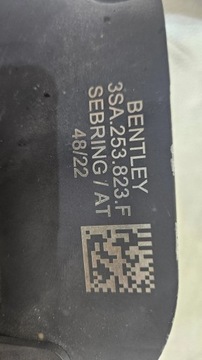 BENTLEY
3SA.253.823.F
SEBRING / AT
48/22